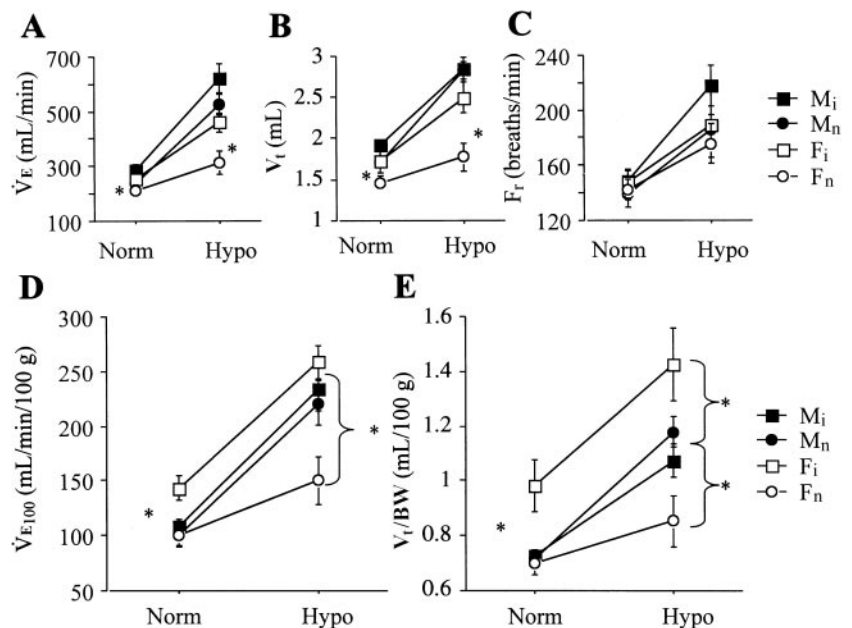 A
B
C
V̇E (mL/min)
700
500
300
100
*
*
Norm Hypo
Vt (mL)
3
2.5
2
1.5
1
*
*
Norm Hypo
Fr (breaths/min)
220
180
140
120
Norm Hypo
Mi
Mn
Fi
Fn
D
E
V̇E100 (mL/min/100 g)
300
250
200
150
100
50
*
*
Norm Hypo
Vt/BW (mL/100 g)
1.6
1.4
1.2
1
0.8
0.6
*
*
*
Norm Hypo
Mi
Mn
Fi
Fn